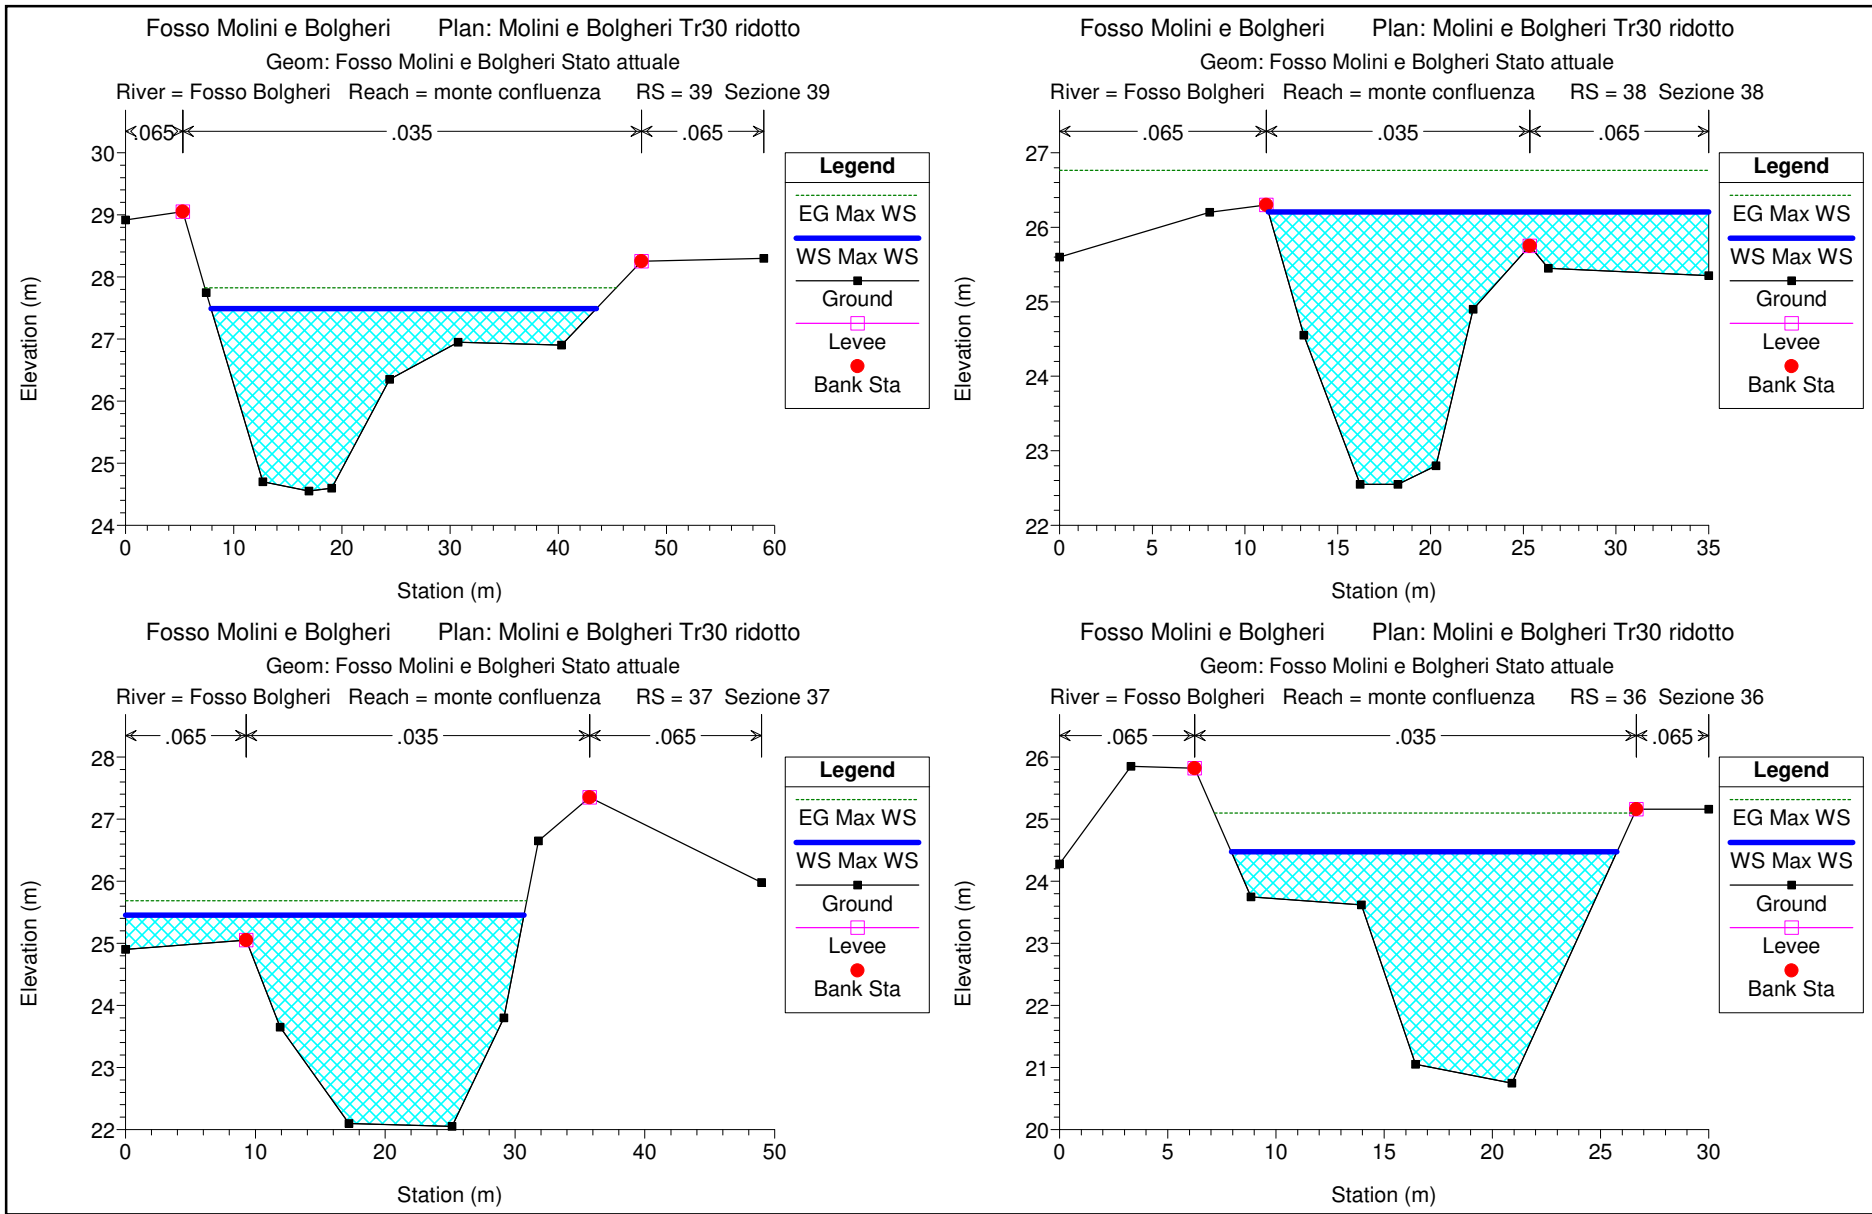 Fosso Molini e Bolgheri Plan: Molini e Bolgheri Tr30 ridotto
Geom: Fosso Molini e Bolgheri Stato attuale
River = Fosso Bolgheri Reach = monte confluenza RS = 39 Sezione 39
.065 .035 .065
30
29
28
27
26
25
24
0 10 20 30 40 50 60
Elevation (m)
Station (m)
Legend
EG Max WS
WS Max WS
Ground
Levee
Bank Sta
Fosso Molini e Bolgheri Plan: Molini e Bolgheri Tr30 ridotto
Geom: Fosso Molini e Bolgheri Stato attuale
River = Fosso Bolgheri Reach = monte confluenza RS = 38 Sezione 38
.065 .035 .065
27
26
25
24
23
22
0 5 10 15 20 25 30 35
Elevation (m)
Station (m)
Legend
EG Max WS
WS Max WS
Ground
Levee
Bank Sta
Fosso Molini e Bolgheri Plan: Molini e Bolgheri Tr30 ridotto
Geom: Fosso Molini e Bolgheri Stato attuale
River = Fosso Bolgheri Reach = monte confluenza RS = 37 Sezione 37
.065 .035 .065
28
27
26
25
24
23
22
0 10 20 30 40 50
Elevation (m)
Station (m)
Legend
EG Max WS
WS Max WS
Ground
Levee
Bank Sta
Fosso Molini e Bolgheri Plan: Molini e Bolgheri Tr30 ridotto
Geom: Fosso Molini e Bolgheri Stato attuale
River = Fosso Bolgheri Reach = monte confluenza RS = 36 Sezione 36
.065 .035 .065
26
25
24
23
22
21
20
0 5 10 15 20 25 30
Elevation (m)
Station (m)
Legend
EG Max WS
WS Max WS
Ground
Levee
Bank Sta